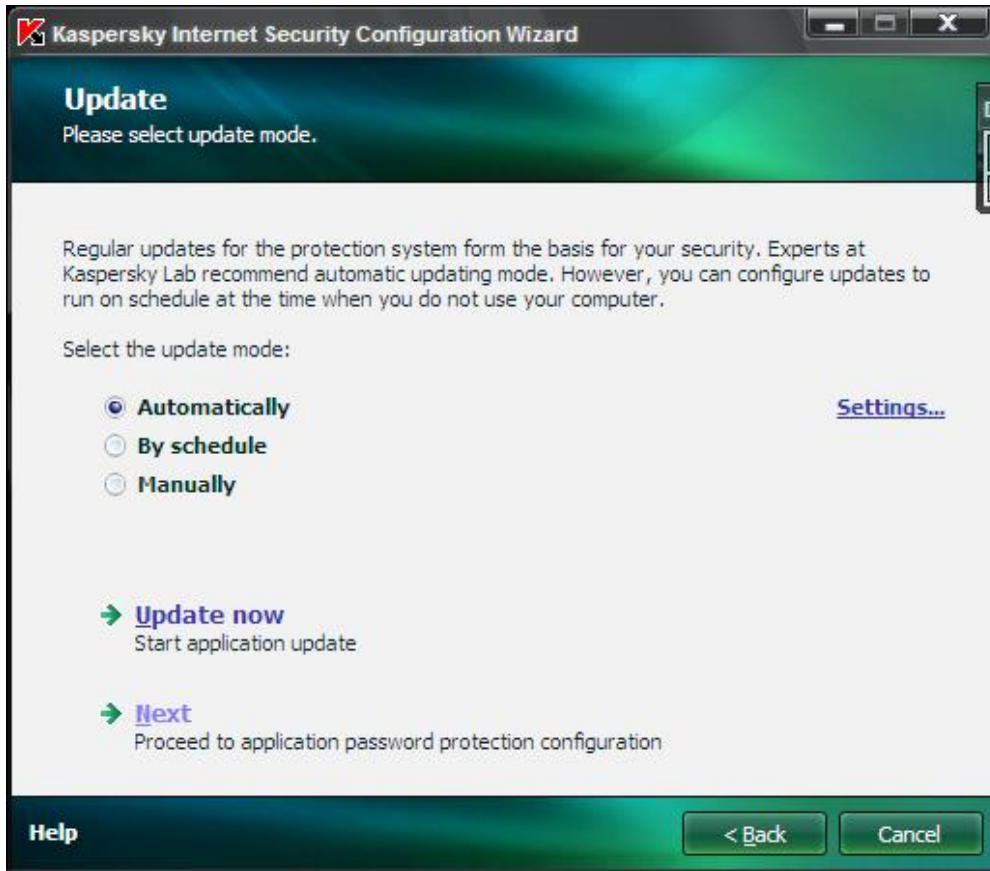 Kaspersky Internet Security Configuration Wizard
Update
Please select update mode.
Regular updates for the protection system form the basis for your security. Experts at
Kaspersky Lab recommend automatic updating mode. However, you can configure updates to
run on schedule at the time when you do not use your computer.
Select the update mode:
Automatically
Settings...
By schedule
Manually
Update now
Start application update
Next
Proceed to application password protection configuration
Help
< Back
Cancel